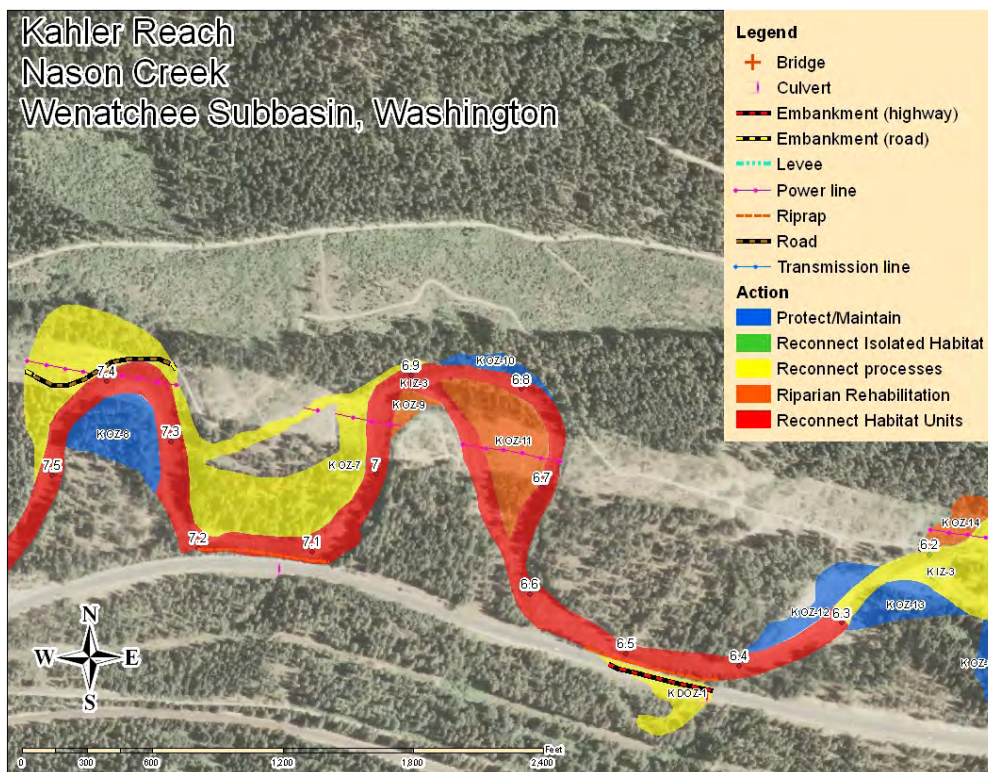 Kahler Reach
Nason Creek
Wenatchee Subbasin, Washington
Legend
Bridge
Culvert
Embankment (highway)
Embankment (road)
Levee
Power line
Riprap
Road
Transmission line
Action
Protect/Maintain
Reconnect Isolated Habitat
Reconnect processes
Riparian Rehabilitation
Reconnect Habitat Units
6.9
K OZ-10
7.4
K IZ-3
6.8
K OZ-9
K OZ-8
7.3
K OZ-11
7.5
K OZ-7
7
6.7
K OZ-14
7.2
7.1
6.2
K IZ-3
6.6
K OZ-12
6.3
K OZ-13
6.5
6.4
K DOZ-1
N
W
E
S
Feet
0
300
600
1,200
1,800
2,400